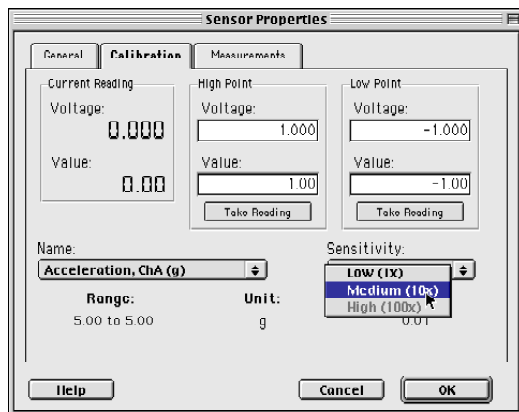 Sensor Properties
General
Calibration
Measurements
Current Reading
Voltage:
0.000
Value:
0.00
High Point
Voltage:
1.000
Value:
1.00
Take Reading
Low Point
Voltage:
-1.000
Value:
-1.00
Take Reading
Name:
Acceleration, ChA (g)
Sensitivity:
Low (1x)
Medium (10x)
High (100x)
Range:
Unit:
5.00 to 5.00
g
0.01
Help
Cancel
OK